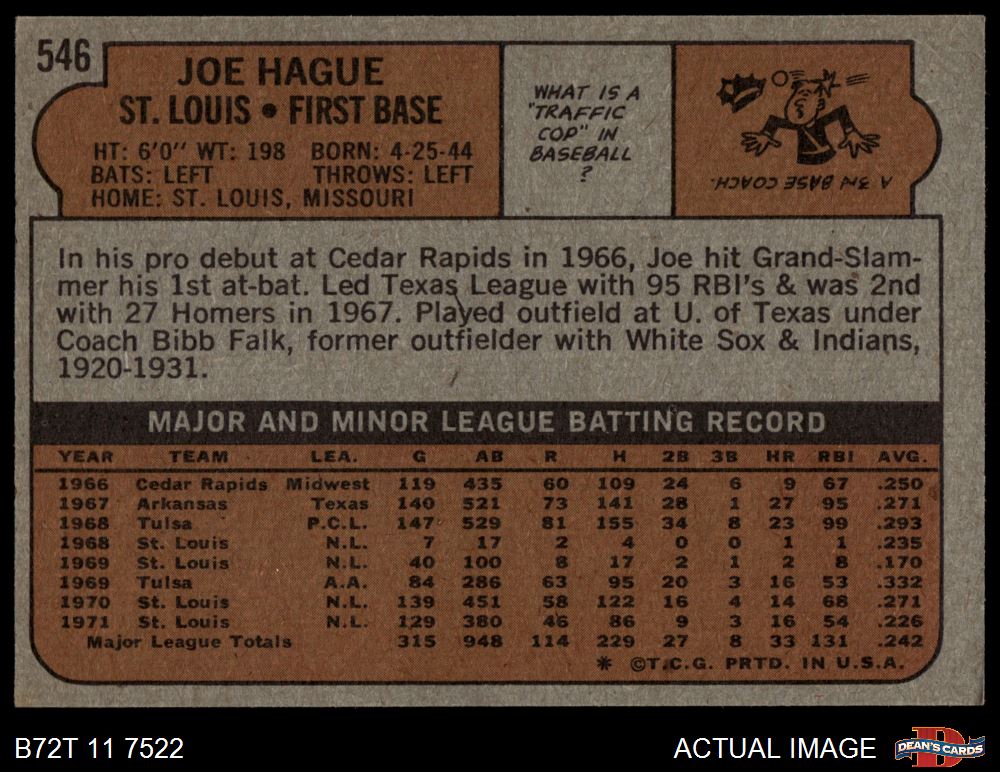 546
JOE HAGUE
ST. LOUIS • FIRST BASE
HT: 6'0" WT: 198 BORN: 4-25-44
BATS: LEFT THROWS: LEFT
HOME: ST. LOUIS, MISSOURI
WHAT IS A
"TRAFFIC
COP" IN
BASEBALL
?
A 3RD BASE COACH.
In his pro debut at Cedar Rapids in 1966, Joe hit Grand-Slam-
mer his 1st at-bat. Led Texas League with 95 RBI's & was 2nd
with 27 Homers in 1967. Played outfield at U. of Texas under
Coach Bibb Falk, former outfielder with White Sox & Indians,
1920-1931.
MAJOR AND MINOR LEAGUE BATTING RECORD
YEAR TEAM LEA. G AB R H 2B 3B HR RBI AVG.
1966 Cedar Rapids Midwest 119 435 60 109 24 6 9 67 .250
1967 Arkansas Texas 140 521 73 141 28 1 27 95 .271
1968 Tulsa P.C.L. 147 529 81 155 34 8 23 99 .293
1968 St. Louis N.L. 7 17 2 4 0 0 1 1 .235
1969 St. Louis N.L. 40 100 8 17 2 1 2 8 .170
1969 Tulsa A.A. 84 286 63 95 20 3 16 53 .332
1970 St. Louis N.L. 139 451 58 122 16 4 14 68 .271
1971 St. Louis N.L. 129 380 46 86 9 3 16 54 .226
Major League Totals 315 948 114 229 27 8 33 131 .242
* ©T.C.G. PRTD. IN U.S.A.
B72T 11 7522
ACTUAL IMAGE
D
DEAN'S CARDS